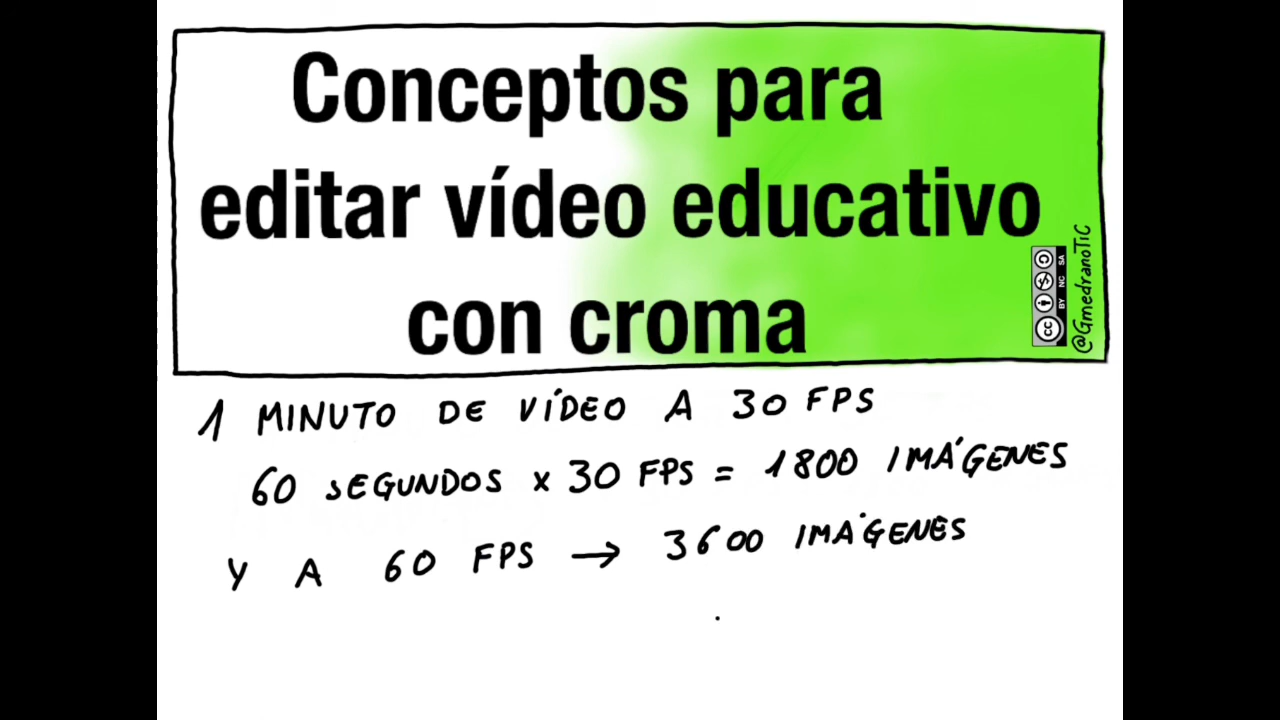 Conceptos para
editar vídeo educativo
con croma
cc BY NC SA
@GmedranoTiC
1 MINUTO DE VÍDEO A 30 FPS
60 SEGUNDOS x 30 FPS = 1800 IMÁGENES
Y A 60 FPS → 3600 IMÁGENES